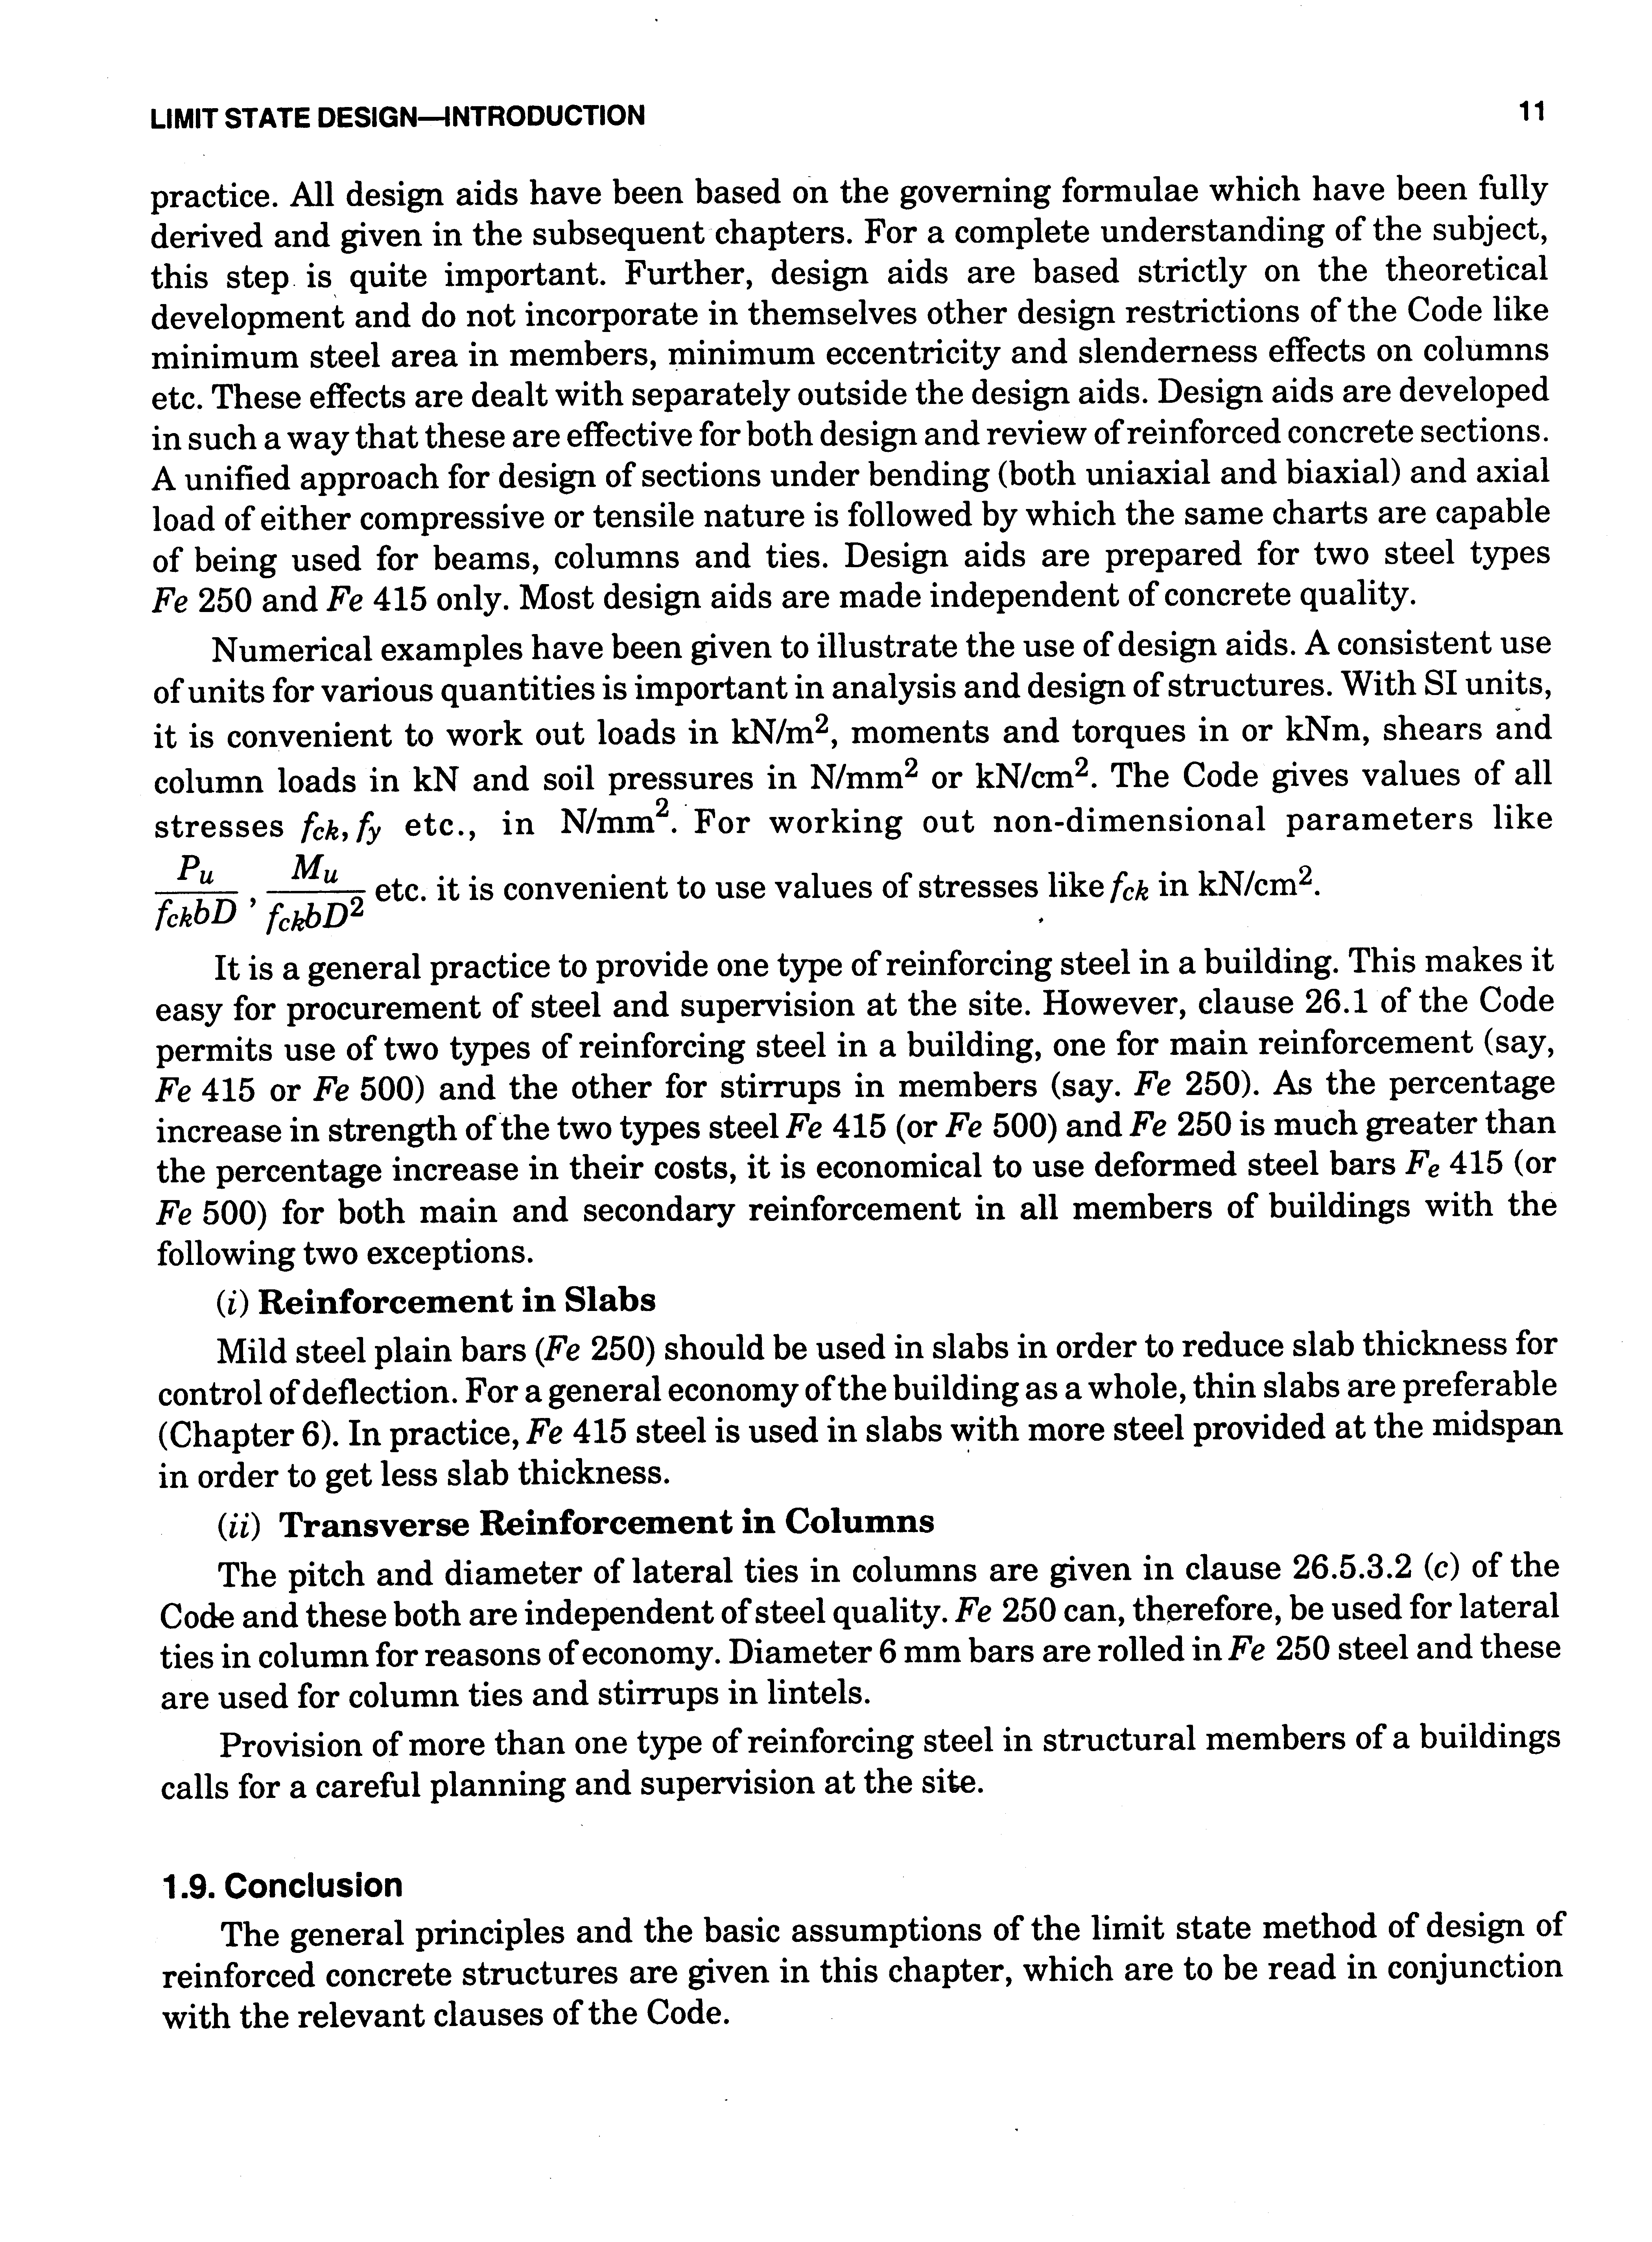 LIMIT STATE DESIGN—INTRODUCTION 11
practice. All design aids have been based on the governing formulae which have been fully
derived and given in the subsequent chapters. For a complete understanding of the subject,
this step is quite important. Further, design aids are based strictly on the theoretical
development and do not incorporate in themselves other design restrictions of the Code like
minimum steel area in members, minimum eccentricity and slenderness effects on columns
etc. These effects are dealt with separately outside the design aids. Design aids are developed
in such a way that these are effective for both design and review of reinforced concrete sections.
A unified approach for design of sections under bending (both uniaxial and biaxial) and axial
load of either compressive or tensile nature is followed by which the same charts are capable
of being used for beams, columns and ties. Design aids are prepared for two steel types
Fe 250 and Fe 415 only. Most design aids are made independent of concrete quality.
Numerical examples have been given to illustrate the use of design aids. A consistent use
of units for various quantities is important in analysis and design of structures. With SI units,
it is convenient to work out loads in kN/m², moments and torques in or kNm, shears and
column loads in kN and soil pressures in N/mm² or kN/cm². The Code gives values of all
stresses fck, fy etc., in N/mm². For working out non-dimensional parameters like
Pu/fckbD, Mu/fckbD² etc. it is convenient to use values of stresses like fck in kN/cm².
It is a general practice to provide one type of reinforcing steel in a building. This makes it
easy for procurement of steel and supervision at the site. However, clause 26.1 of the Code
permits use of two types of reinforcing steel in a building, one for main reinforcement (say,
Fe 415 or Fe 500) and the other for stirrups in members (say. Fe 250). As the percentage
increase in strength of the two types steel Fe 415 (or Fe 500) and Fe 250 is much greater than
the percentage increase in their costs, it is economical to use deformed steel bars Fe 415 (or
Fe 500) for both main and secondary reinforcement in all members of buildings with the
following two exceptions.
(i) Reinforcement in Slabs
Mild steel plain bars (Fe 250) should be used in slabs in order to reduce slab thickness for
control of deflection. For a general economy of the building as a whole, thin slabs are preferable
(Chapter 6). In practice, Fe 415 steel is used in slabs with more steel provided at the midspan
in order to get less slab thickness.
(ii) Transverse Reinforcement in Columns
The pitch and diameter of lateral ties in columns are given in clause 26.5.3.2 (c) of the
Code and these both are independent of steel quality. Fe 250 can, therefore, be used for lateral
ties in column for reasons of economy. Diameter 6 mm bars are rolled in Fe 250 steel and these
are used for column ties and stirrups in lintels.
Provision of more than one type of reinforcing steel in structural members of a buildings
calls for a careful planning and supervision at the site.
1.9. Conclusion
The general principles and the basic assumptions of the limit state method of design of
reinforced concrete structures are given in this chapter, which are to be read in conjunction
with the relevant clauses of the Code.